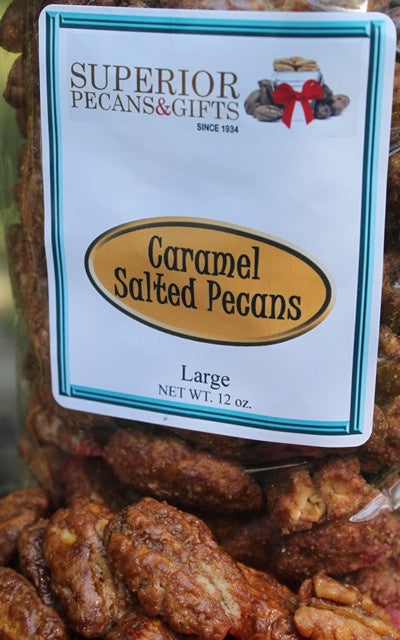 SUPERIOR
PECANS&GIFTS
SINCE 1934
Caramel
Salted Pecans
Large
NET WT. 12 oz.